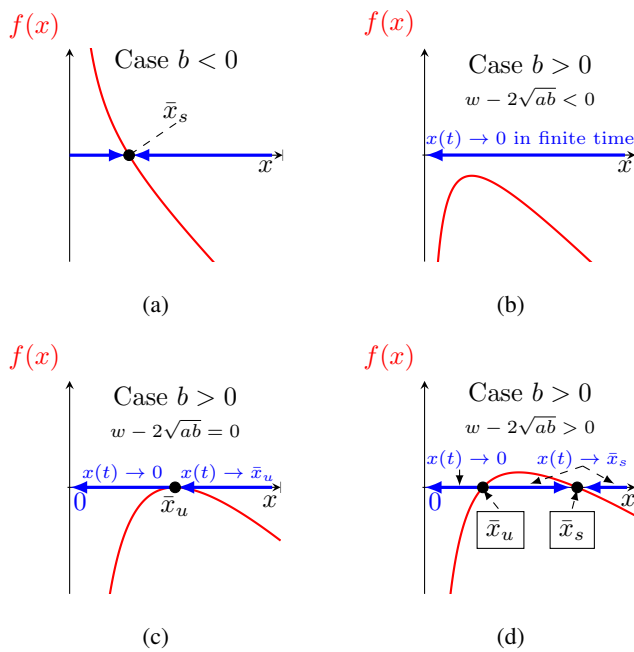 f(x)
Case b < 0
x̄ₛ
x
(a)
f(x)
Case b > 0
w − 2√ab < 0
x(t) → 0 in finite time
x
(b)
f(x)
Case b > 0
w − 2√ab = 0
x(t) → 0
x(t) → x̄ᵤ
0
x̄ᵤ
x
(c)
f(x)
Case b > 0
w − 2√ab > 0
x(t) → 0
x(t) → x̄ₛ
0
x
x̄ᵤ
x̄ₛ
(d)